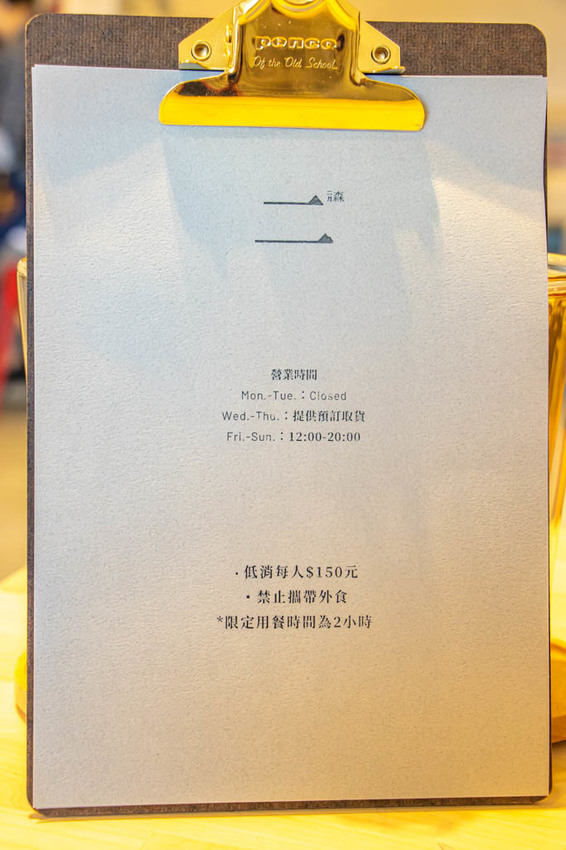 penco
Of the Old School.
森
營業時間
Mon.-Tue.：Closed
Wed.-Thu.：提供預訂取貨
Fri.-Sun.：12:00-20:00
·低消每人$150元
·禁止攜帶外食
*限定用餐時間為2小時